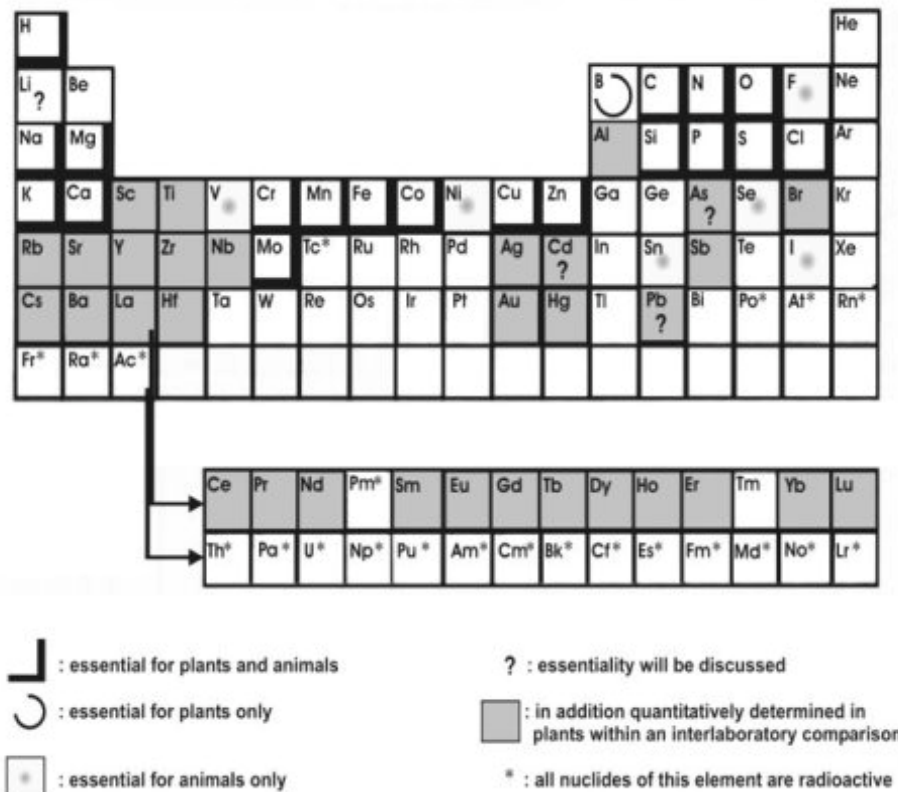 H He
Li ? Be B C N O F Ne
Na Mg Al Si P S Cl Ar
K Ca Sc Ti V Cr Mn Fe Co Ni Cu Zn Ga Ge As ? Se Br Kr
Rb Sr Y Zr Nb Mo Tc* Ru Rh Pd Ag Cd ? In Sn Sb Te I Xe
Cs Ba La Hf Ta W Re Os Ir Pt Au Hg Tl Pb ? Bi Po* At* Rn*
Fr* Ra* Ac*
Ce Pr Nd Pm* Sm Eu Gd Tb Dy Ho Er Tm Yb Lu
Th* Pa* U* Np* Pu* Am* Cm* Bk* Cf* Es* Fm* Md* No* Lr*
: essential for plants and animals
? : essentiality will be discussed
: essential for plants only
: in addition quantitatively determined in
plants within an interlaboratory comparison
: essential for animals only
* : all nuclides of this element are radioactive